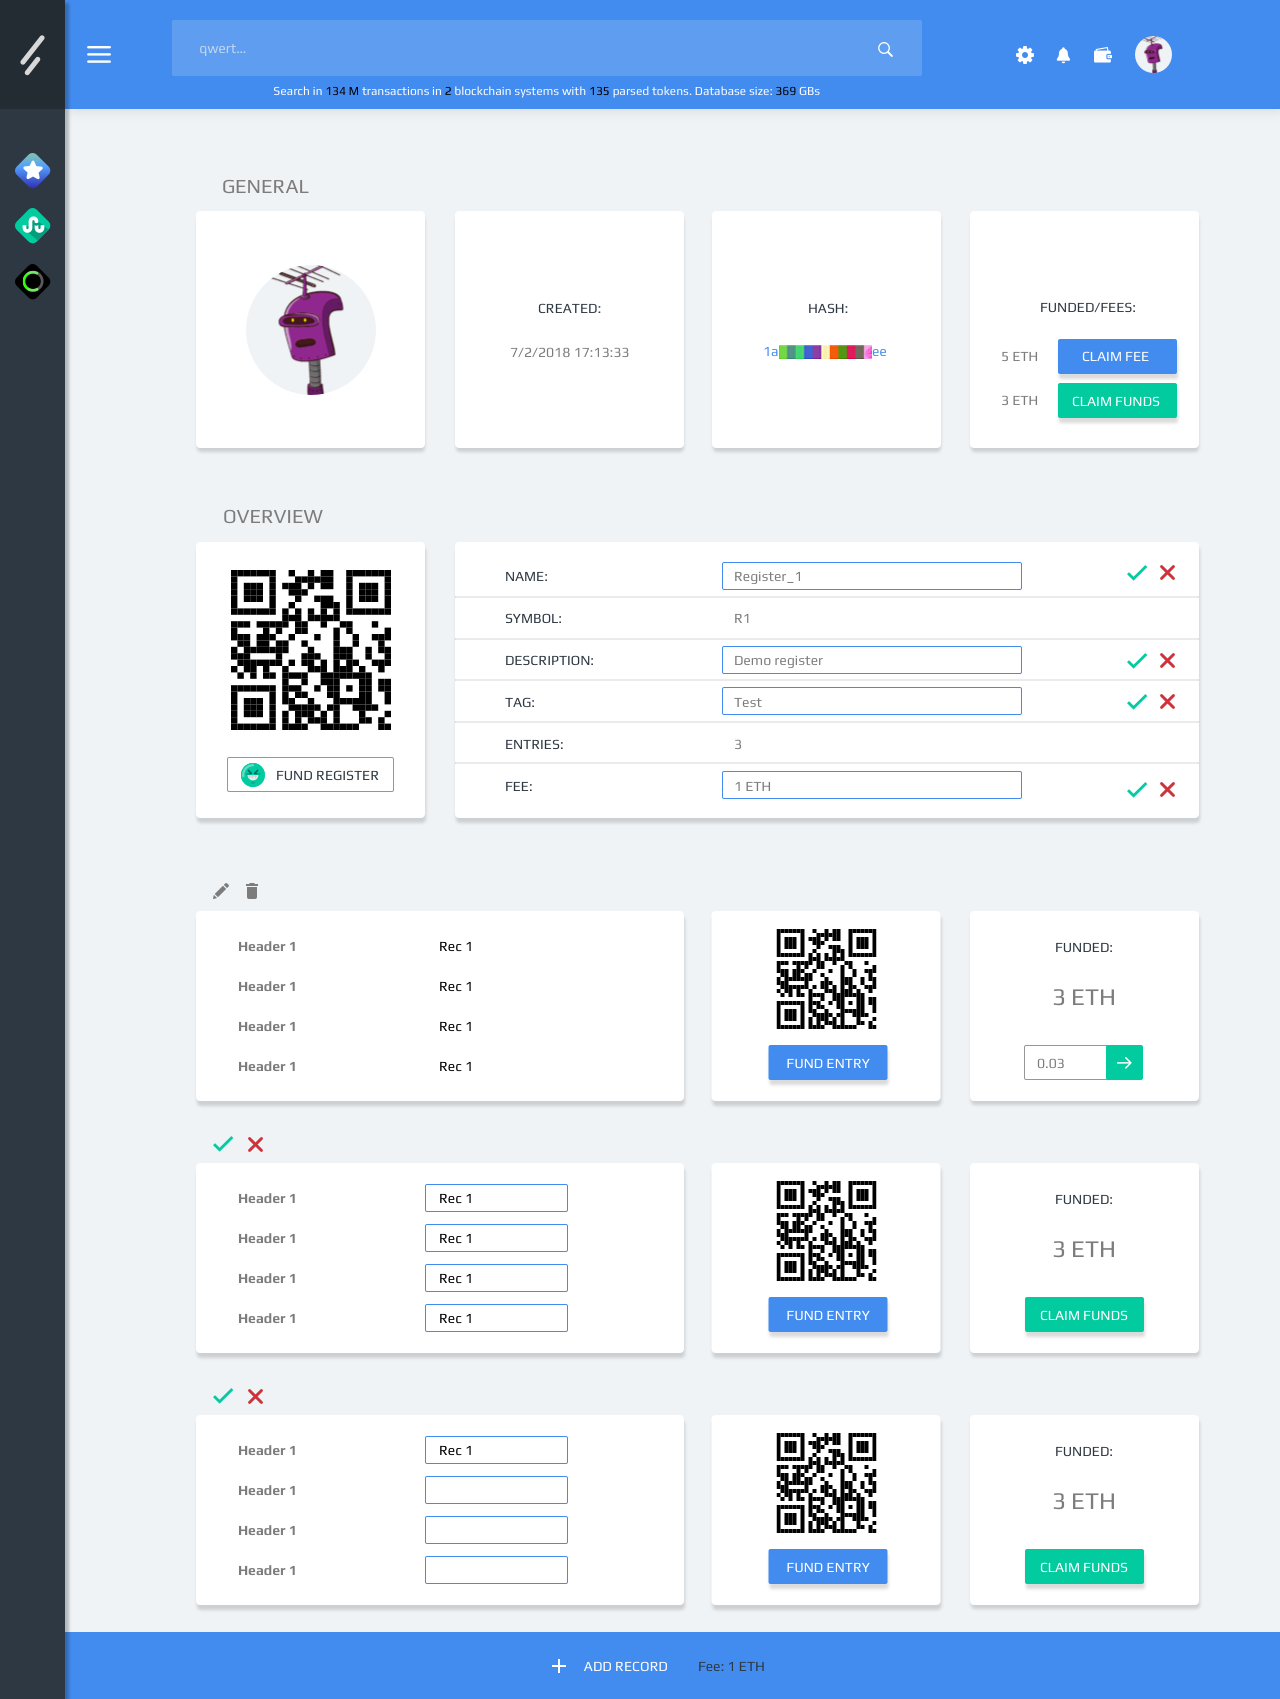 qwert...
Search in 134 M transactions in 2 blockchain systems with 135 parsed tokens. Database size: 369 GBs
GENERAL
CREATED:
7/2/2018 17:13:33
HASH:
1a ee
FUNDED/FEES:
5 ETH CLAIM FEE
3 ETH CLAIM FUNDS
OVERVIEW
FUND REGISTER
NAME: Register_1
SYMBOL: R1
DESCRIPTION: Demo register
TAG: Test
ENTRIES: 3
FEE: 1 ETH
Header 1 Rec 1
Header 1 Rec 1
Header 1 Rec 1
Header 1 Rec 1
FUND ENTRY
FUNDED:
3 ETH
0.03
Header 1 Rec 1
Header 1 Rec 1
Header 1 Rec 1
Header 1 Rec 1
FUND ENTRY
FUNDED:
3 ETH
CLAIM FUNDS
Header 1 Rec 1
Header 1
Header 1
Header 1
FUND ENTRY
FUNDED:
3 ETH
CLAIM FUNDS
ADD RECORD Fee: 1 ETH